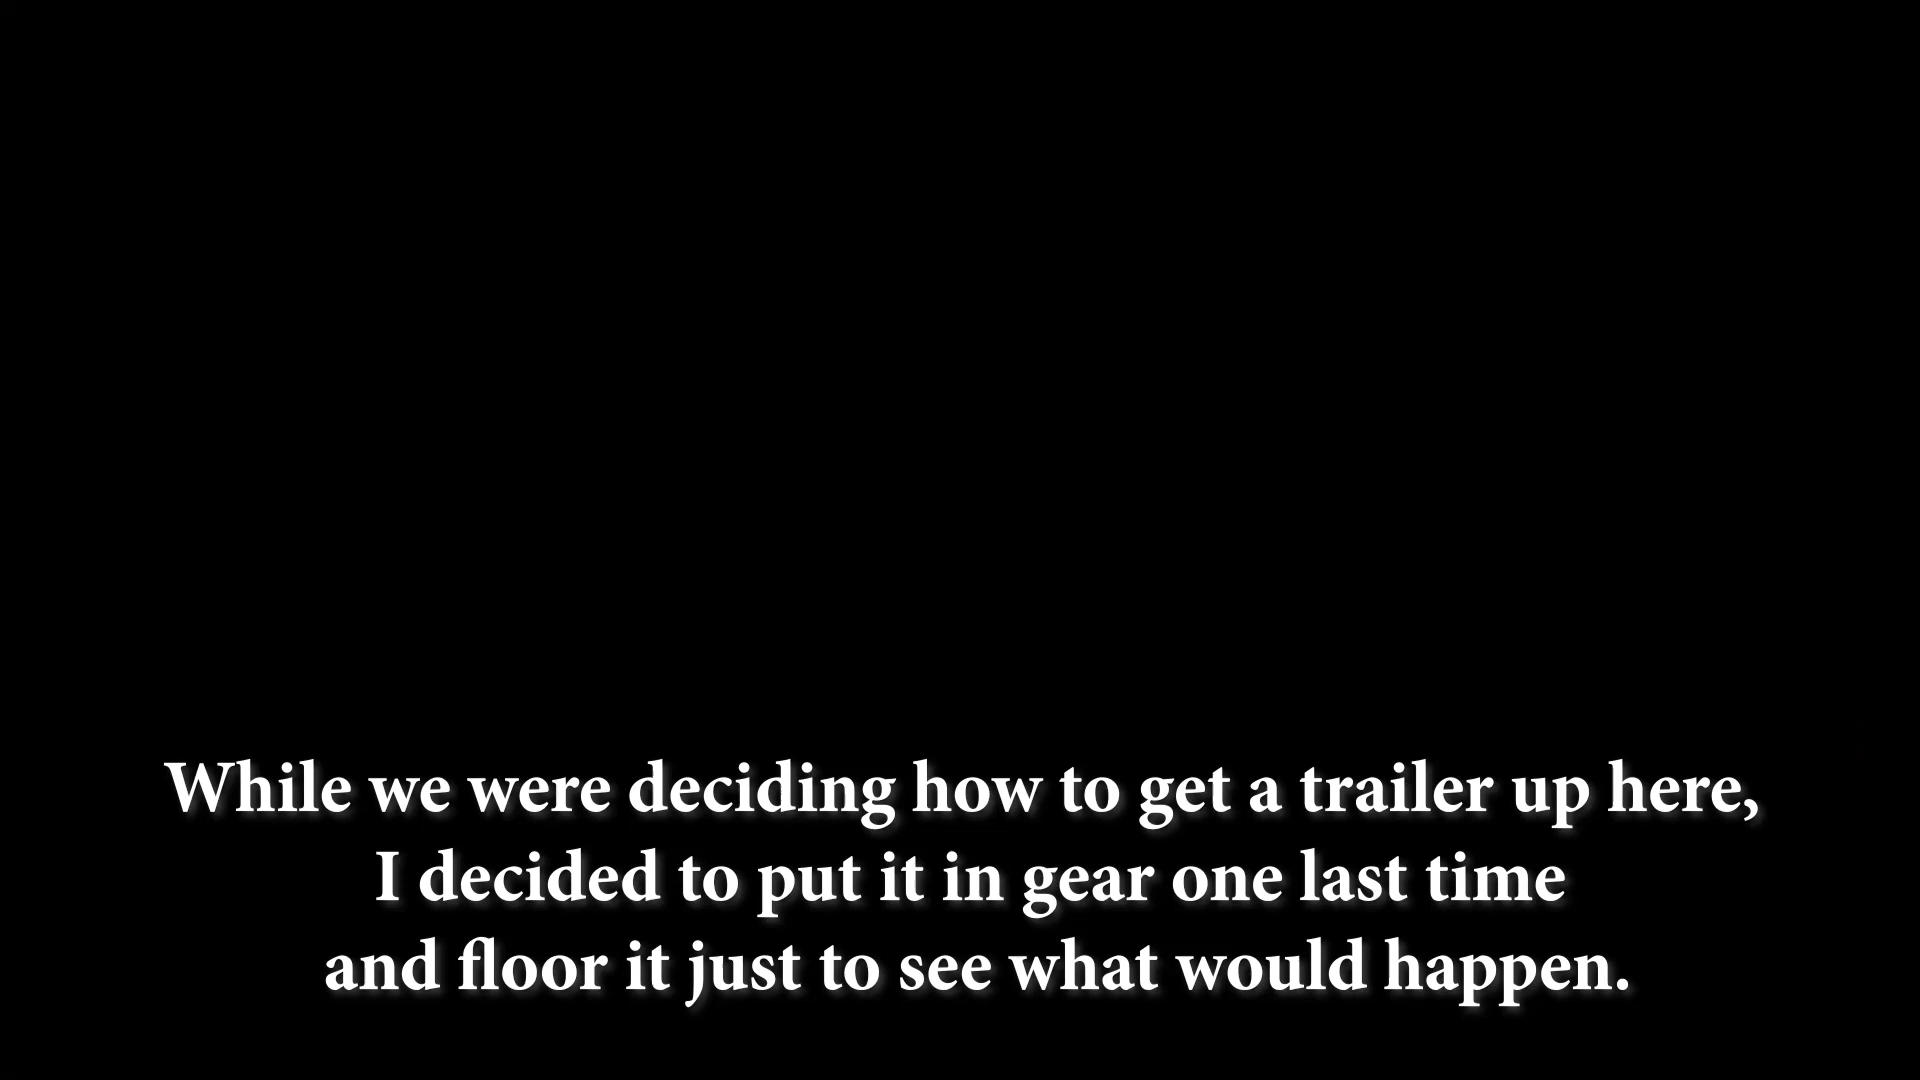 While we were deciding how to get a trailer up here,
I decided to put it in gear one last time
and floor it just to see what would happen.